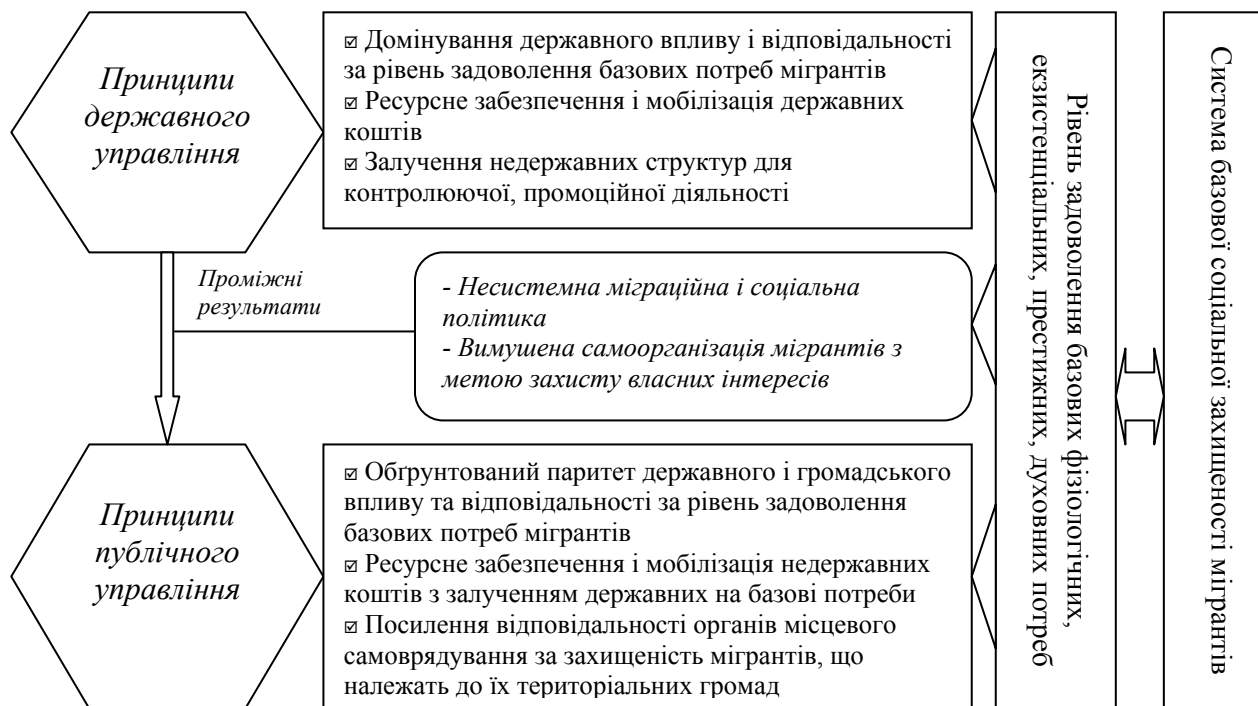 Принципи
державного
управління
☑ Домінування державного впливу і відповідальності
за рівень задоволення базових потреб мігрантів
☑ Ресурсне забезпечення і мобілізація державних
коштів
☑ Залучення недержавних структур для
контролюючої, промоційної діяльності
Проміжні
результати
- Несистемна міграційна і соціальна
політика
- Вимушена самоорганізація мігрантів з
метою захисту власних інтересів
Принципи
публічного
управління
☑ Обґрунтований паритет державного і громадського
впливу та відповідальності за рівень задоволення
базових потреб мігрантів
☑ Ресурсне забезпечення і мобілізація недержавних
коштів з залученням державних на базові потреби
☑ Посилення відповідальності органів місцевого
самоврядування за захищеність мігрантів, що
належать до їх територіальних громад
Рівень задоволення базових фізіологічних,
екзистенціальних, престижних, духовних потреб
Система базової соціальної захищеності мігрантів